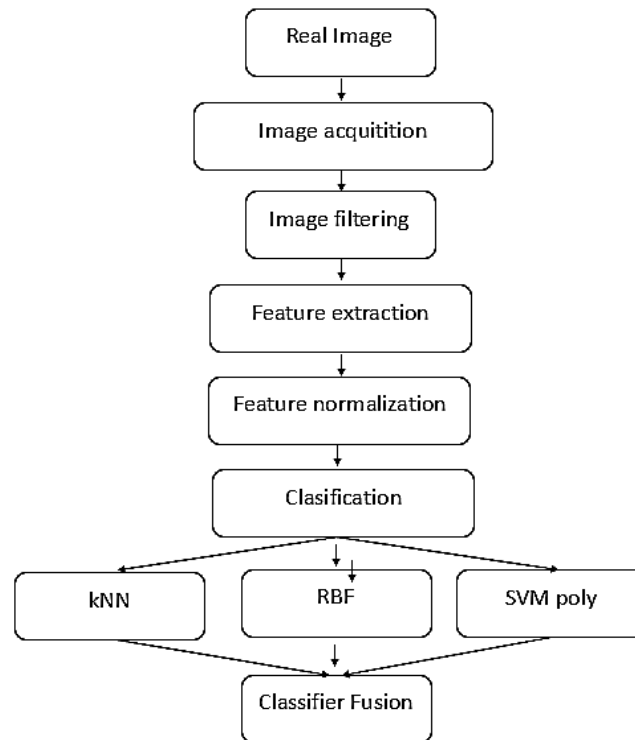 Real Image
Image acquitition
Image filtering
Feature extraction
Feature normalization
Clasification
kNN
RBF
SVM poly
Classifier Fusion